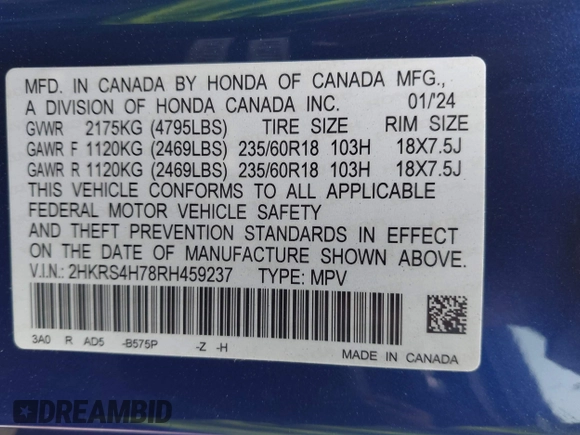 MFD. IN CANADA BY HONDA OF CANADA MFG.,
A DIVISION OF HONDA CANADA INC. 01/'24
GVWR 2175KG (4795LBS) TIRE SIZE RIM SIZE
GAWR F 1120KG (2469LBS) 235/60R18 103H 18X7.5J
GAWR R 1120KG (2469LBS) 235/60R18 103H 18X7.5J
THIS VEHICLE CONFORMS TO ALL APPLICABLE
FEDERAL MOTOR VEHICLE SAFETY
AND THEFT PREVENTION STANDARDS IN EFFECT
ON THE DATE OF MANUFACTURE SHOWN ABOVE.
V.I.N.: 2HKRS4H78RH459237 TYPE: MPV
3A0 R AD5 -B575P -Z -H
MADE IN CANADA
DREAMBID